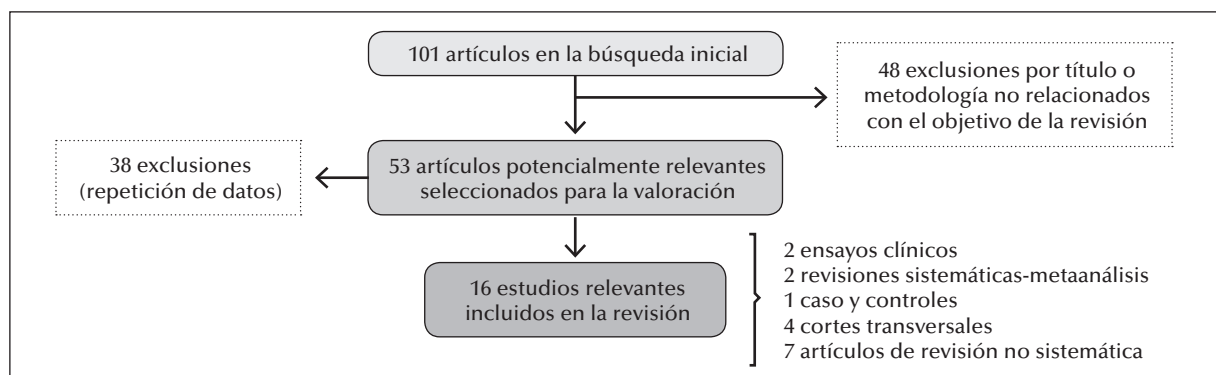 101 artículos en la búsqueda inicial
48 exclusiones por título o
metodología no relacionados
con el objetivo de la revisión
38 exclusiones
(repetición de datos)
53 artículos potencialmente relevantes
seleccionados para la valoración
16 estudios relevantes
incluidos en la revisión
2 ensayos clínicos
2 revisiones sistemáticas-metaanálisis
1 caso y controles
4 cortes transversales
7 artículos de revisión no sistemática